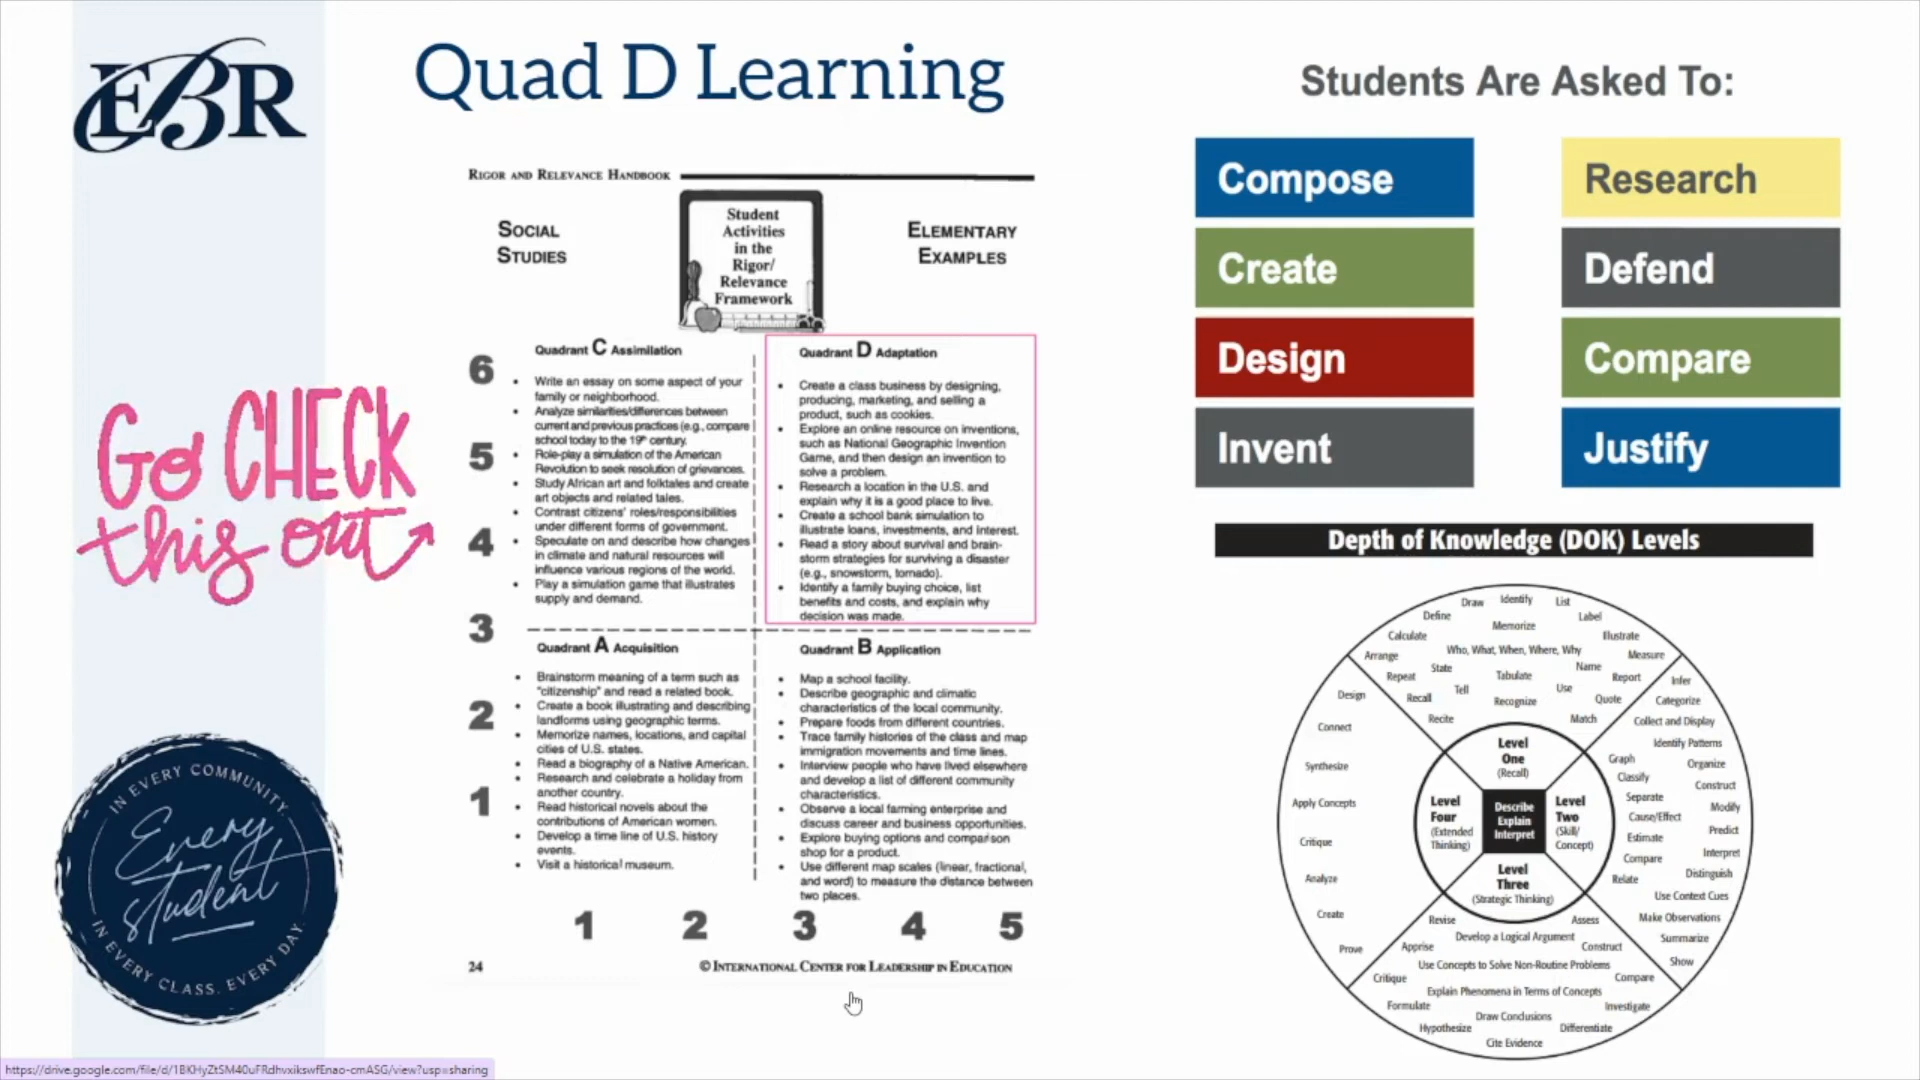 EBR
Quad D Learning
RIGOR AND RELEVANCE HANDBOOK
SOCIAL
STUDIES
Student
Activities
in the
Rigor/
Relevance
Framework
ELEMENTARY
EXAMPLES
6
5
4
3
2
1
Quadrant C Assimilation
• Write an essay on some aspect of your
family or neighborhood.
• Analyze similarities/differences between
current and previous practices (e.g., compare
school today to the 19th century.
• Role-play a simulation of the American
Revolution to seek resolution of grievances.
• Study African art and folktales and create
art objects and related tales.
• Contrast citizens' roles/responsibilities
under different forms of government.
• Speculate on and describe how changes
in climate and natural resources will
influence various regions of the world.
• Play a simulation game that illustrates
supply and demand.
Quadrant D Adaptation
• Create a class business by designing,
producing, marketing, and selling a
product, such as cookies.
• Explore an online resource on inventions,
such as National Geographic Invention
Game, and then design an invention to
solve a problem.
• Research a location in the U.S. and
explain why it is a good place to live.
• Create a school bank simulation to
illustrate loans, investments, and interest.
• Read a story about survival and brain-
storm strategies for surviving a disaster
(e.g., snowstorm, tornado).
• Identify a family buying choice, list
benefits and costs, and explain why
decision was made.
Quadrant A Acquisition
• Brainstorm meaning of a term such as
"citizenship" and read a related book.
• Create a book illustrating and describing
landforms using geographic terms.
• Memorize names, locations, and capital
cities of U.S. states.
• Read a biography of a Native American.
• Research and celebrate a holiday from
another country.
• Read historical novels about the
contributions of American women.
• Develop a time line of U.S. history
events.
• Visit a historical museum.
Quadrant B Application
• Map a school facility.
• Describe geographic and climatic
characteristics of the local community.
• Prepare foods from different countries.
• Trace family histories of the class and map
immigration movements and time lines.
• Interview people who have lived elsewhere
and develop a list of different community
characteristics.
• Observe a local farming enterprise and
discuss career and business opportunities.
• Explore buying options and comparison
shop for a product.
• Use different map scales (linear, fractional,
and word) to measure the distance between
two places.
1 2 3 4 5
24
© INTERNATIONAL CENTER FOR LEADERSHIP IN EDUCATION
Go CHECK
this out
IN EVERY COMMUNITY.
Every
student
IN EVERY CLASS. EVERY DAY.
Students Are Asked To:
Compose
Research
Create
Defend
Design
Compare
Invent
Justify
Depth of Knowledge (DOK) Levels
Draw
Identify
List
Define
Label
Memorize
Calculate
Illustrate
Arrange
Who, What, When, Where, Why
Measure
State
Name
Repeat
Tabulate
Report
Tell
Use
Recall
Recognize
Quote
Recite
Match
Infer
Categorize
Collect and Display
Identify Patterns
Graph
Organize
Classify
Construct
Separate
Modify
Cause/Effect
Predict
Estimate
Interpret
Compare
Distinguish
Relate
Use Context Cues
Make Observations
Summarize
Show
Design
Connect
Synthesize
Apply Concepts
Critique
Analyze
Create
Prove
Level
One
(Recall)
Level
Four
(Extended
Thinking)
Describe
Explain
Interpret
Level
Two
(Skill/
Concept)
Level
Three
(Strategic Thinking)
Revise
Assess
Develop a Logical Argument
Apprise
Construct
Use Concepts to Solve Non-Routine Problems
Critique
Compare
Explain Phenomena in Terms of Concepts
Formulate
Investigate
Draw Conclusions
Hypothesize
Differentiate
Cite Evidence